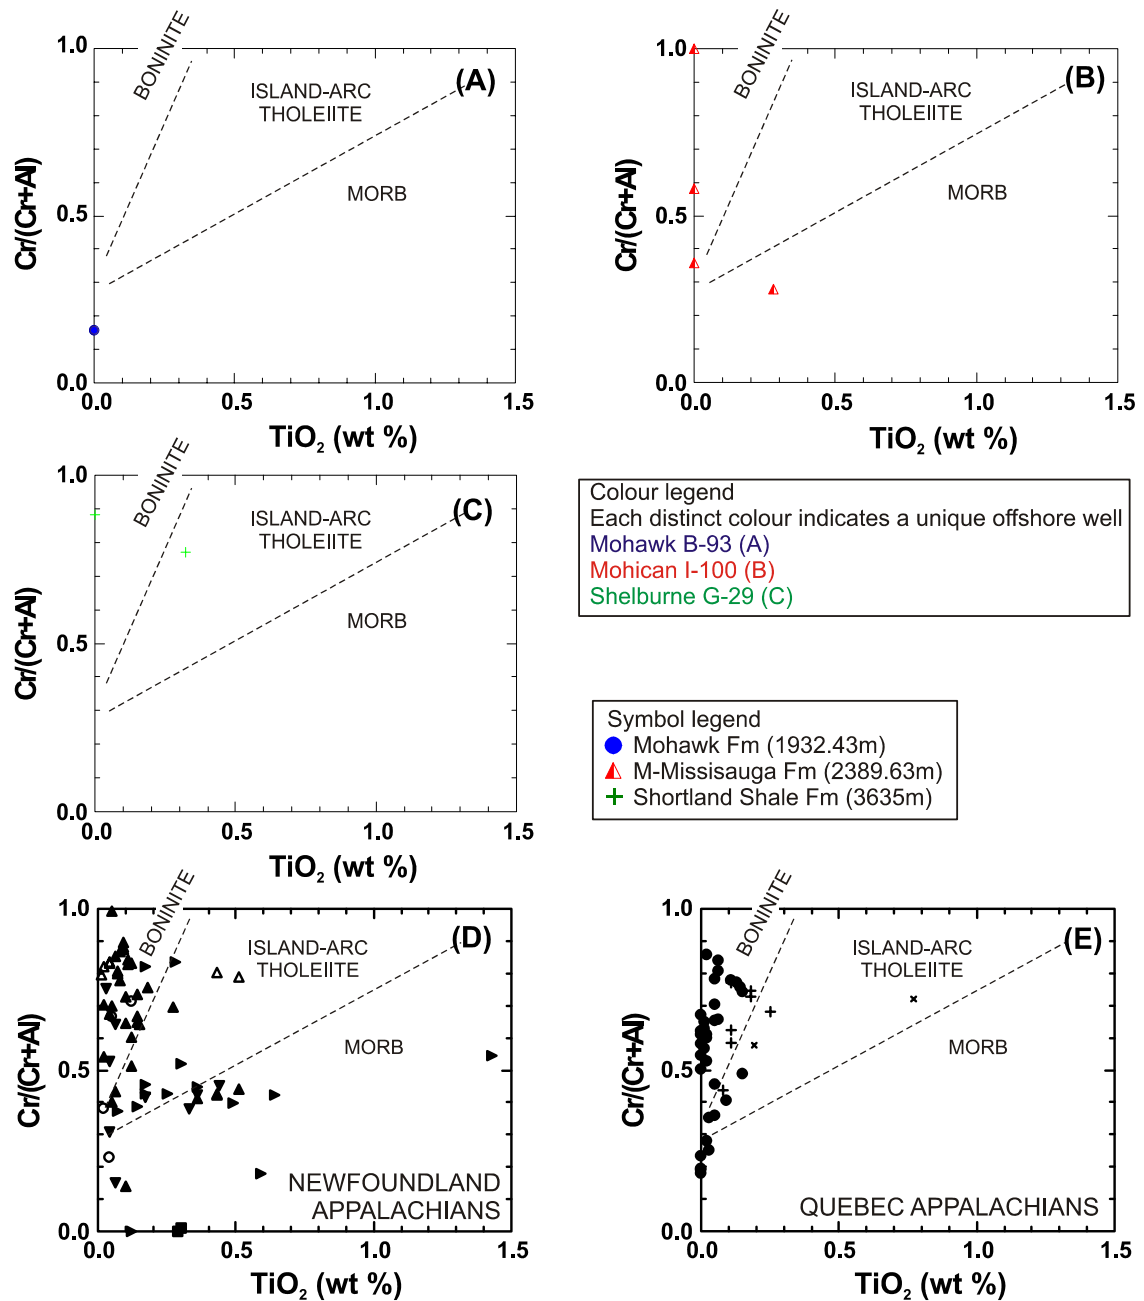 BONINITE
1.0
ISLAND-ARC
THOLEIITE
(A)
MORB
0.5
0.0
Cr/(Cr+Al)
0.0
0.5
1.0
1.5
TiO2 (wt %)
BONINITE
1.0
ISLAND-ARC
THOLEIITE
(B)
MORB
0.5
0.0
Cr/(Cr+Al)
0.0
0.5
1.0
1.5
TiO2 (wt %)
BONINITE
1.0
ISLAND-ARC
THOLEIITE
(C)
MORB
0.5
0.0
Cr/(Cr+Al)
0.0
0.5
1.0
1.5
TiO2 (wt %)
Colour legend
Each distinct colour indicates a unique offshore well
Mohawk B-93 (A)
Mohican I-100 (B)
Shelburne G-29 (C)
Symbol legend
Mohawk Fm (1932.43m)
M-Missisauga Fm (2389.63m)
Shortland Shale Fm (3635m)
BONINITE
1.0
ISLAND-ARC
THOLEIITE
(D)
MORB
0.5
0.0
Cr/(Cr+Al)
NEWFOUNDLAND
APPALACHIANS
0.0
0.5
1.0
1.5
TiO2 (wt %)
BONINITE
1.0
ISLAND-ARC
THOLEIITE
(E)
MORB
0.5
0.0
Cr/(Cr+Al)
QUEBEC APPALACHIANS
0.0
0.5
1.0
1.5
TiO2 (wt %)